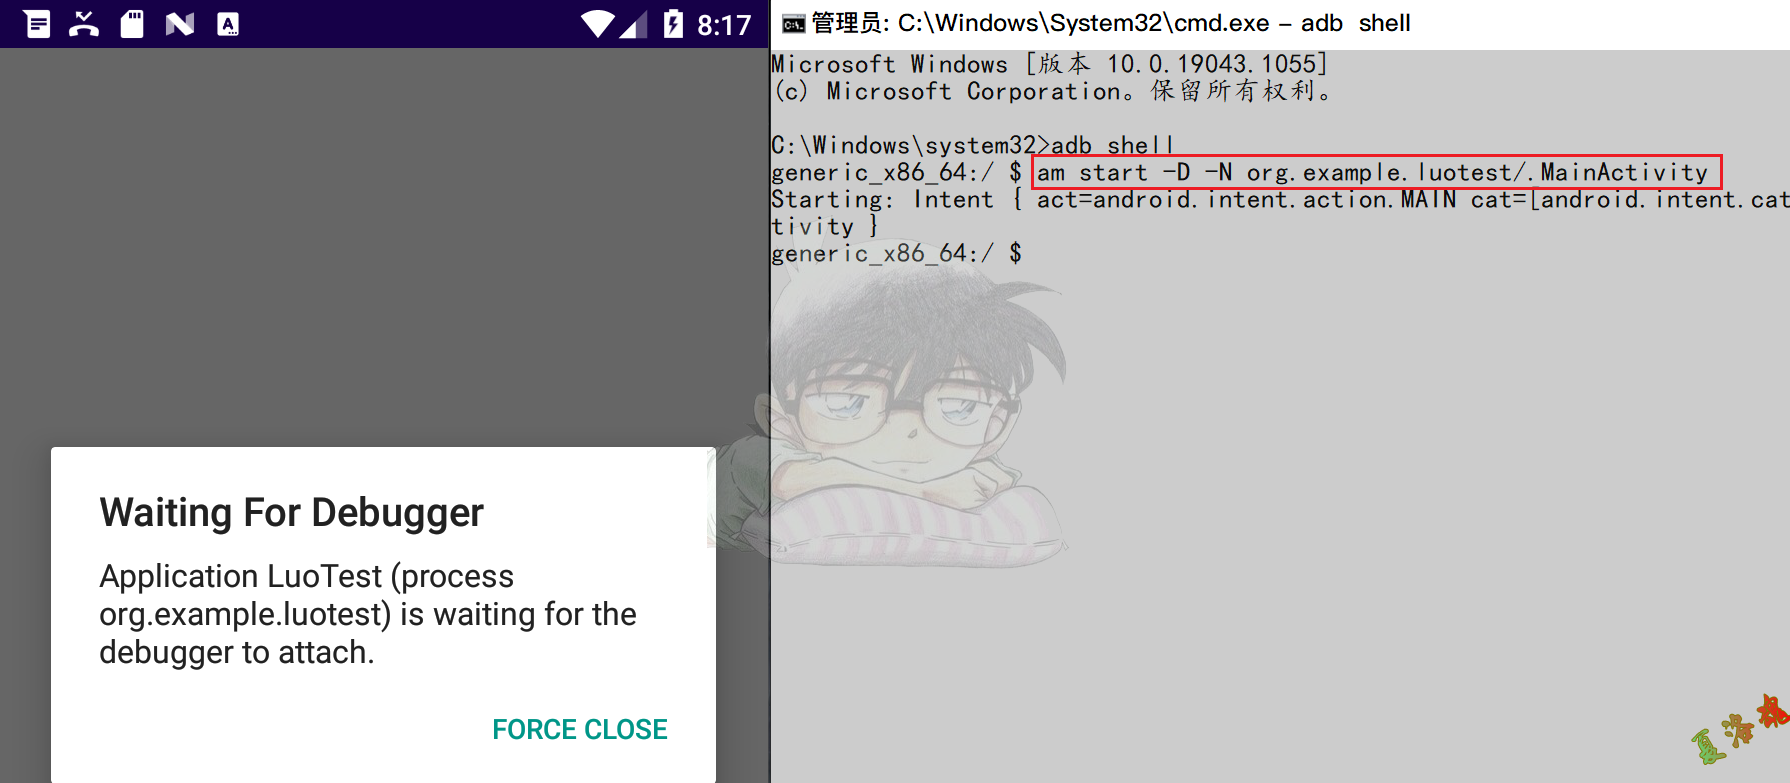 8:17
Waiting For Debugger
Application LuoTest (process
org.example.luotest) is waiting for the
debugger to attach.
FORCE CLOSE
管理员: C:\Windows\System32\cmd.exe - adb  shell
Microsoft Windows [版本 10.0.19043.1055]
(c) Microsoft Corporation。保留所有权利。
C:\Windows\system32>adb shell
generic_x86_64:/ $ am start -D -N org.example.luotest/.MainActivity
Starting: Intent { act=android.intent.action.MAIN cat=[android.intent.cat
tivity }
generic_x86_64:/ $
夏洛魂